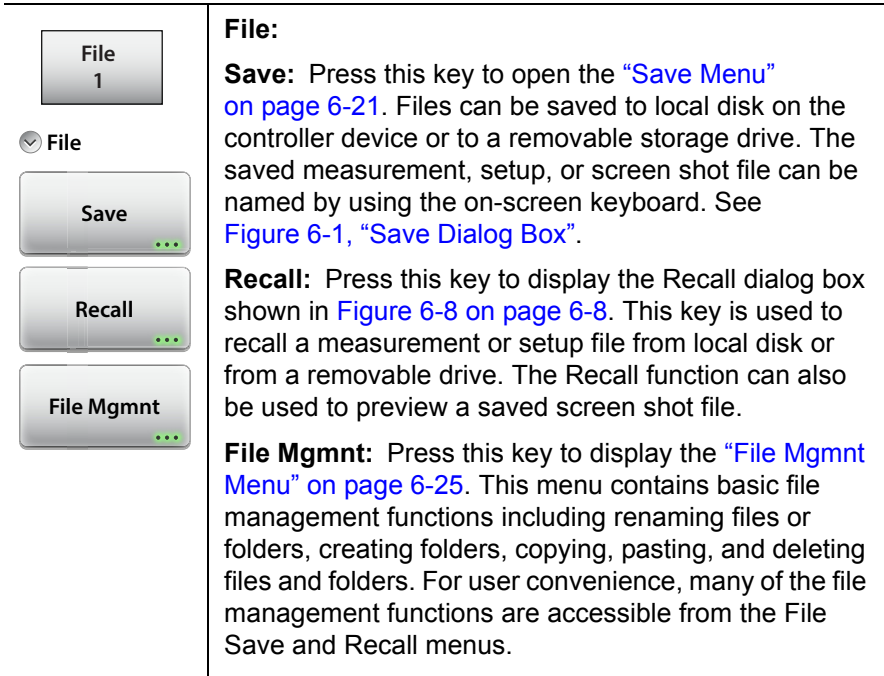 File
1
File
Save
Recall
File Mgmnt
File:
Save: Press this key to open the “Save Menu”
on page 6-21. Files can be saved to local disk on the
controller device or to a removable storage drive. The
saved measurement, setup, or screen shot file can be
named by using the on-screen keyboard. See
Figure 6-1, “Save Dialog Box”.
Recall: Press this key to display the Recall dialog box
shown in Figure 6-8 on page 6-8. This key is used to
recall a measurement or setup file from local disk or
from a removable drive. The Recall function can also
be used to preview a saved screen shot file.
File Mgmnt: Press this key to display the “File Mgmnt
Menu” on page 6-25. This menu contains basic file
management functions including renaming files or
folders, creating folders, copying, pasting, and deleting
files and folders. For user convenience, many of the file
management functions are accessible from the File
Save and Recall menus.